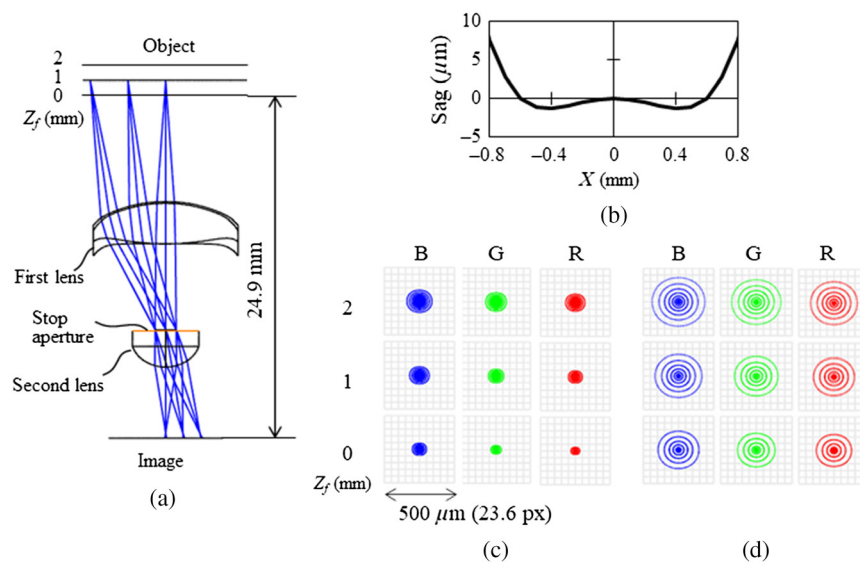 Object
2
1
0
Z_f (mm)
First lens
Stop
aperture
Second lens
24.9 mm
Image
(a)
10
5
0
−5
Sag (μm)
−0.8
−0.4
0
0.4
0.8
X (mm)
(b)
B G R
2
1
0
Z_f (mm)
500 μm (23.6 px)
(c)
B G R
(d)